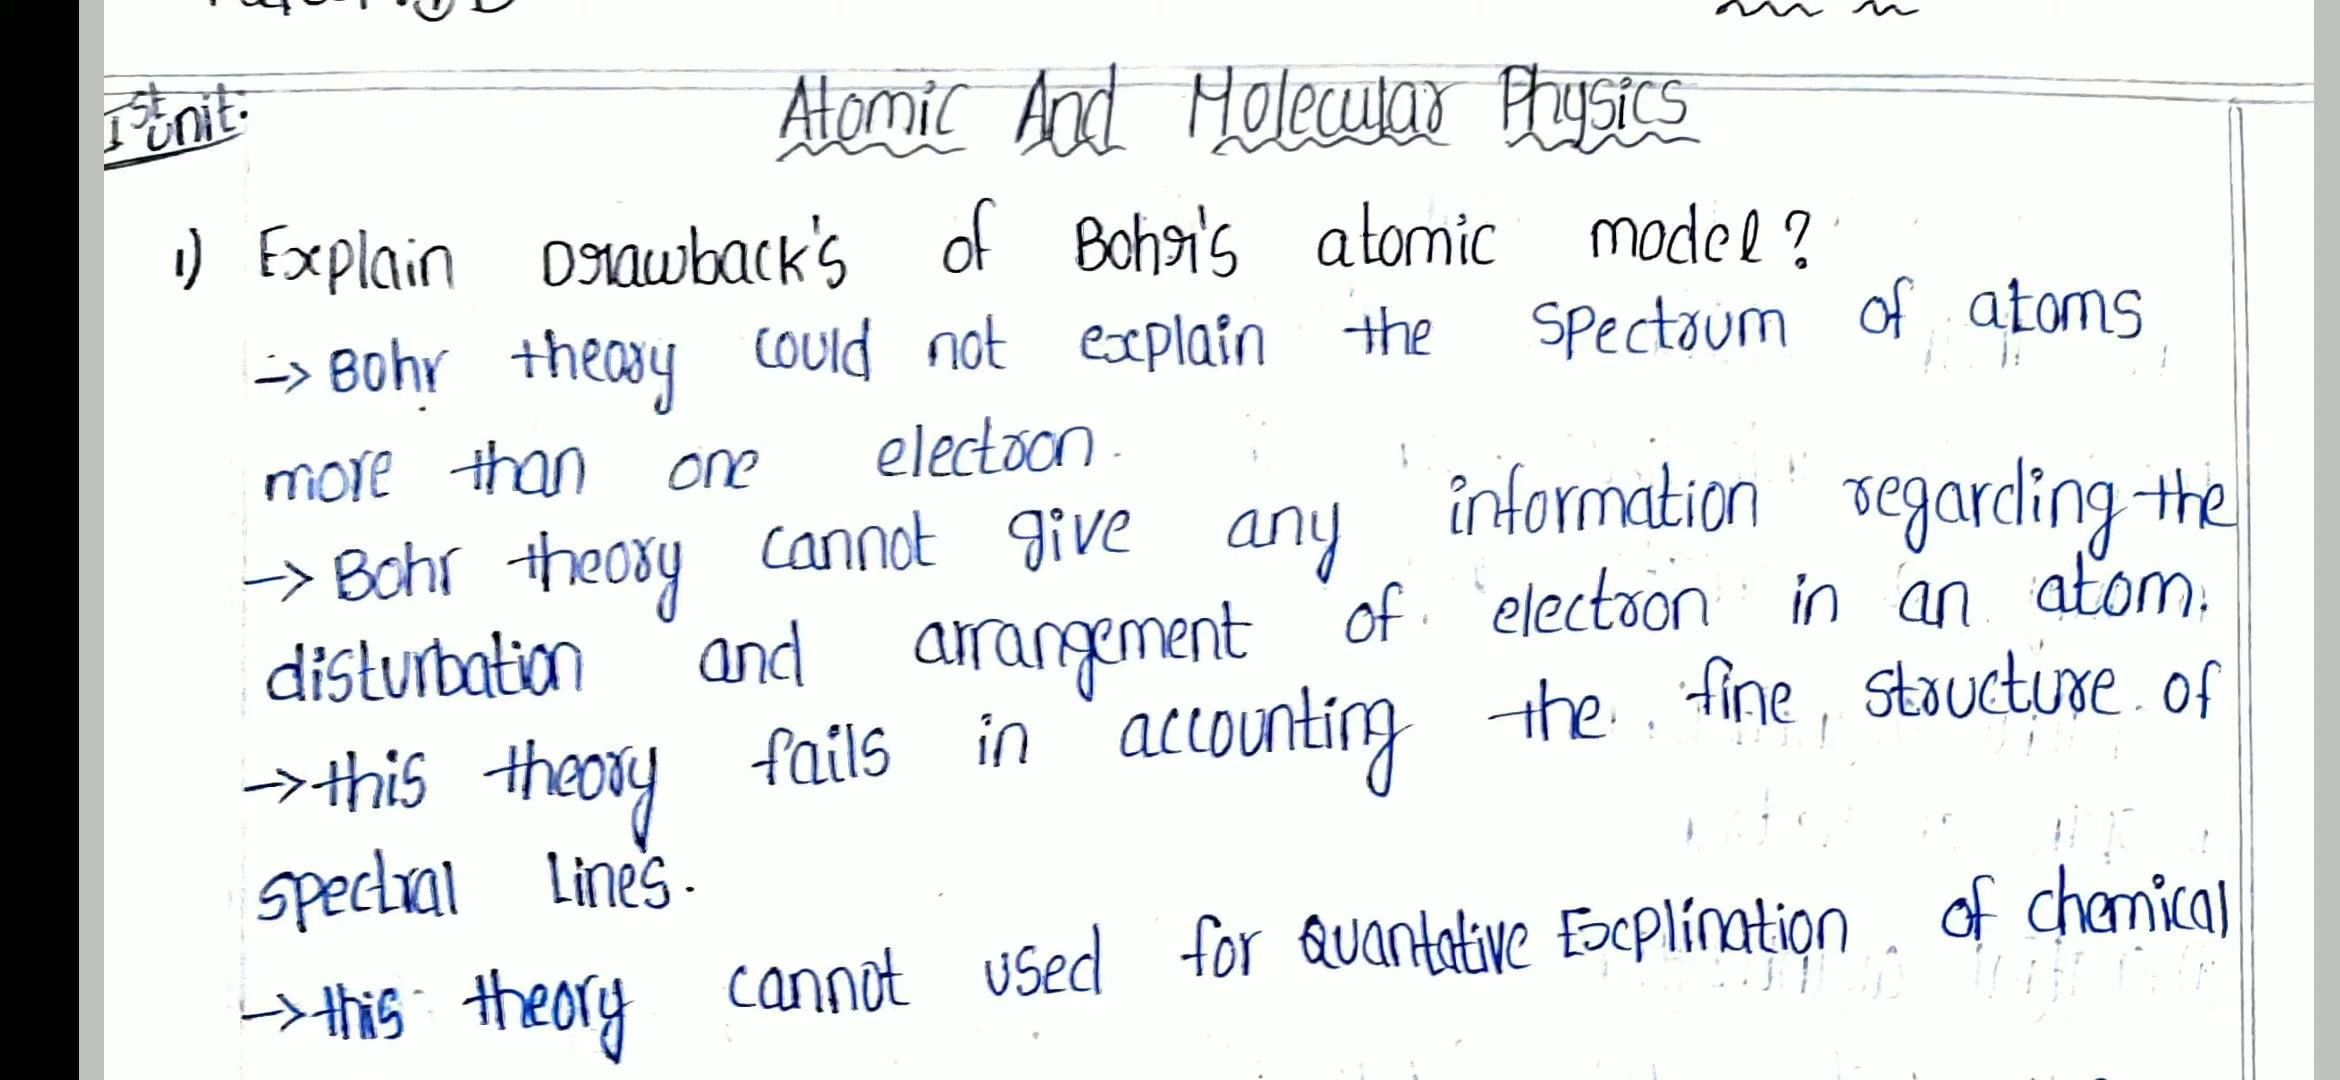 Ist unit.
Atomic And Molecular Physics
1) Explain Drawback's of Bohr's atomic model?
-> Bohr theory could not explain the spectrum of atoms
more than one electron.
-> Bohr theory cannot give any information regarding the
disturbation and arrangement of electron in an atom.
-> this theory fails in accounting the fine structure of
spectral Lines.
-> this theory cannot used for Quantative Explination of chemical